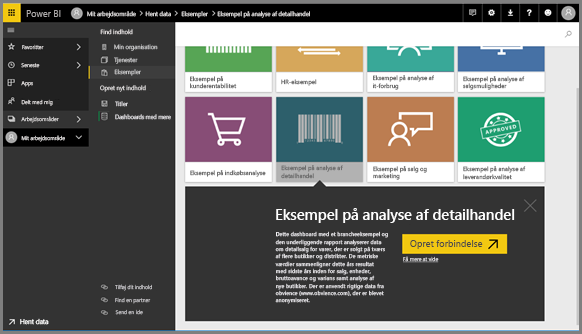 Power BI
Mit arbejdsområde > Hent data > Eksempler > Eksempel på analyse af detailhandel
Favoritter
Seneste
Apps
Delt med mig
Arbejdsområder
Mit arbejdsområde
Hent data
Find indhold
Min organisation
Tjenester
Eksempler
Opret nyt indhold
Titler
Dashboards med mere
Tilføj dit indhold
Find en partner
Send en ide
Eksempel på
kunderentabilitet
HR-eksempel
Eksempel på analyse af
it-forbrug
Eksempel på analyse af
salgsmuligheder
Eksempel på indkøbsanalyse
Eksempel på analyse af
detailhandel
Eksempel på salg og
marketing
APPROVED
Eksempel på analyse af
leverandørkvalitet
Eksempel på analyse af detailhandel
Dette dashboard med et brancheeksempel og
den underliggende rapport analyserer data
om detailsalg for varer, der er solgt på tværs
af flere butikker og distrikter. De metriske
værdier sammenligner dette års resultat
med sidste års inden for salg, enheder,
bruttoavance og varians samt analyse af
nye butikker. Der er anvendt rigtige data fra
obvience (www.obvience.com), der er blevet
anonymiseret.
Opret forbindelse
Få mere at vide